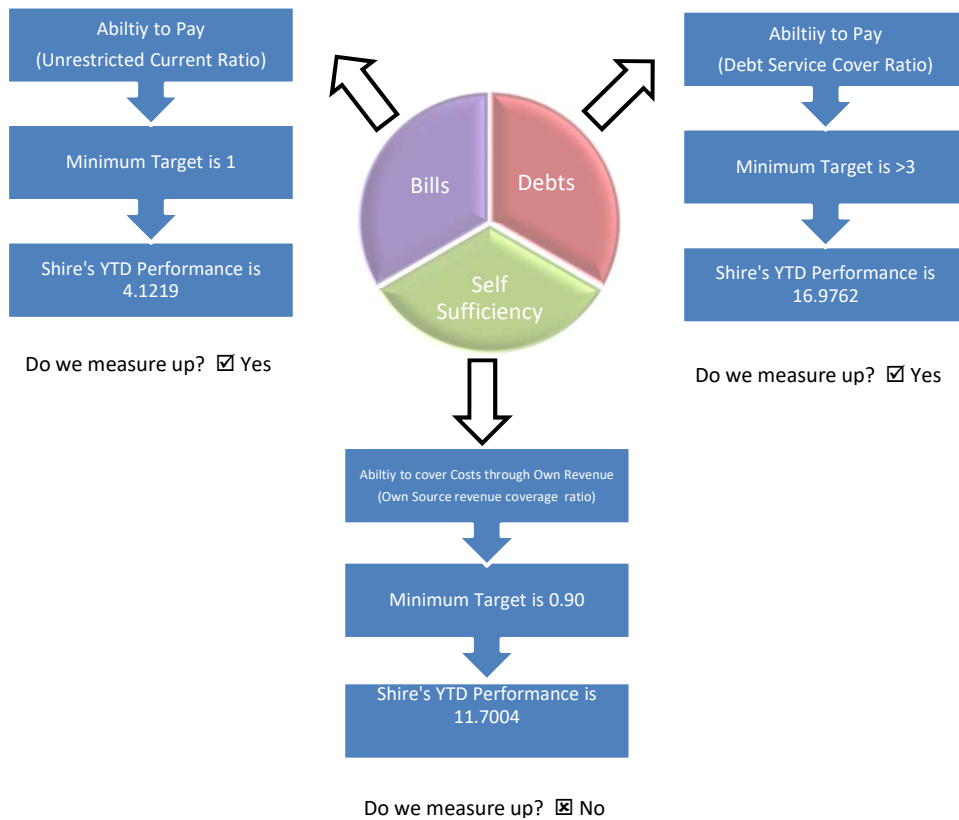 Abiltiy to Pay
(Unrestricted Current Ratio)
Minimum Target is 1
Shire's YTD Performance is
4.1219
Do we measure up? ☑ Yes
Bills
Debts
Self
Sufficiency
Abiltiiy to Pay
(Debt Service Cover Ratio)
Minimum Target is >3
Shire's YTD Performance is
16.9762
Do we measure up? ☑ Yes
Abiltiy to cover Costs through Own Revenue
(Own Source revenue coverage ratio)
Minimum Target is 0.90
Shire's YTD Performance is
11.7004
Do we measure up? ☒ No